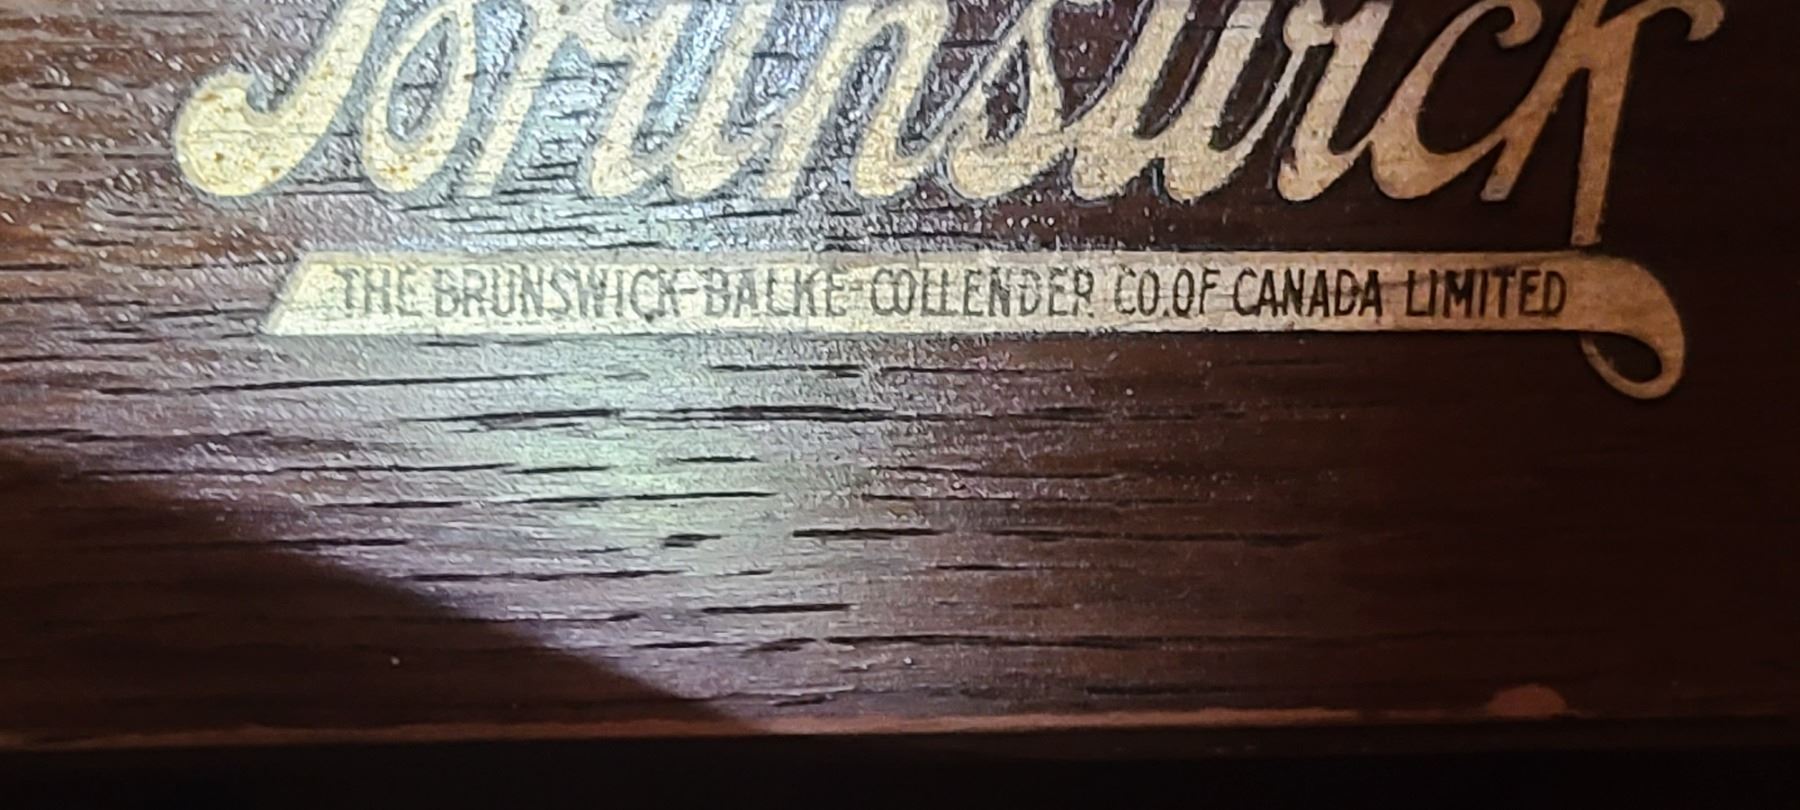 Brunswick
THE BRUNSWICK-BALKE-COLLENDER CO. OF CANADA LIMITED